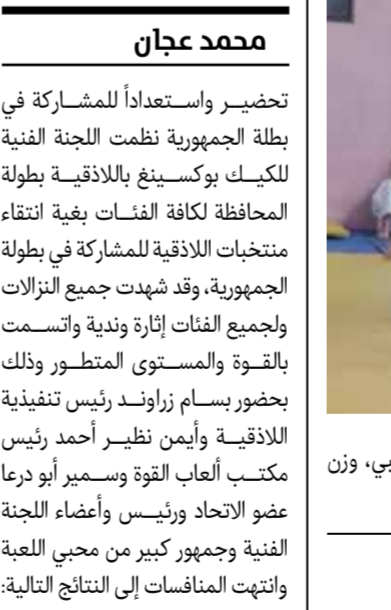 محمد عجان
تحضيـر واسـتعداداً للمشـاركة في
بطلة الجمهورية نظمت اللجنة الفنية
للكيـك بوكسـينغ باللاذقيـة بطولة
المحافظة لكافة الفئـات بغية انتقاء
منتخبات اللاذقية للمشاركة في بطولة
الجمهورية، وقد شهدت جميع النزالات
ولجميع الفئات إثارة وندية واتسـمت
بالقـوة والمسـتوى المتطـور وذلك
بحضور بسـام زراونـد رئيس تنفيذية
اللاذقيـة وأيمن نظيـر أحمد رئيس
مكتـب ألعاب القوة وسـمير أبو درعا
عضو الاتحاد ورئيـس وأعضاء اللجنة
الفنية وجمهور كبير من محبي اللعبة
وانتهت المنافسات إلى النتائج التالية:
بي، وزن